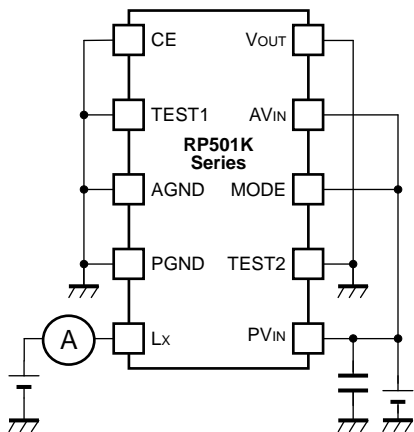 CE
VOUT
TEST1
AVIN
RP501K
Series
AGND
MODE
PGND
TEST2
A
LX
PVIN